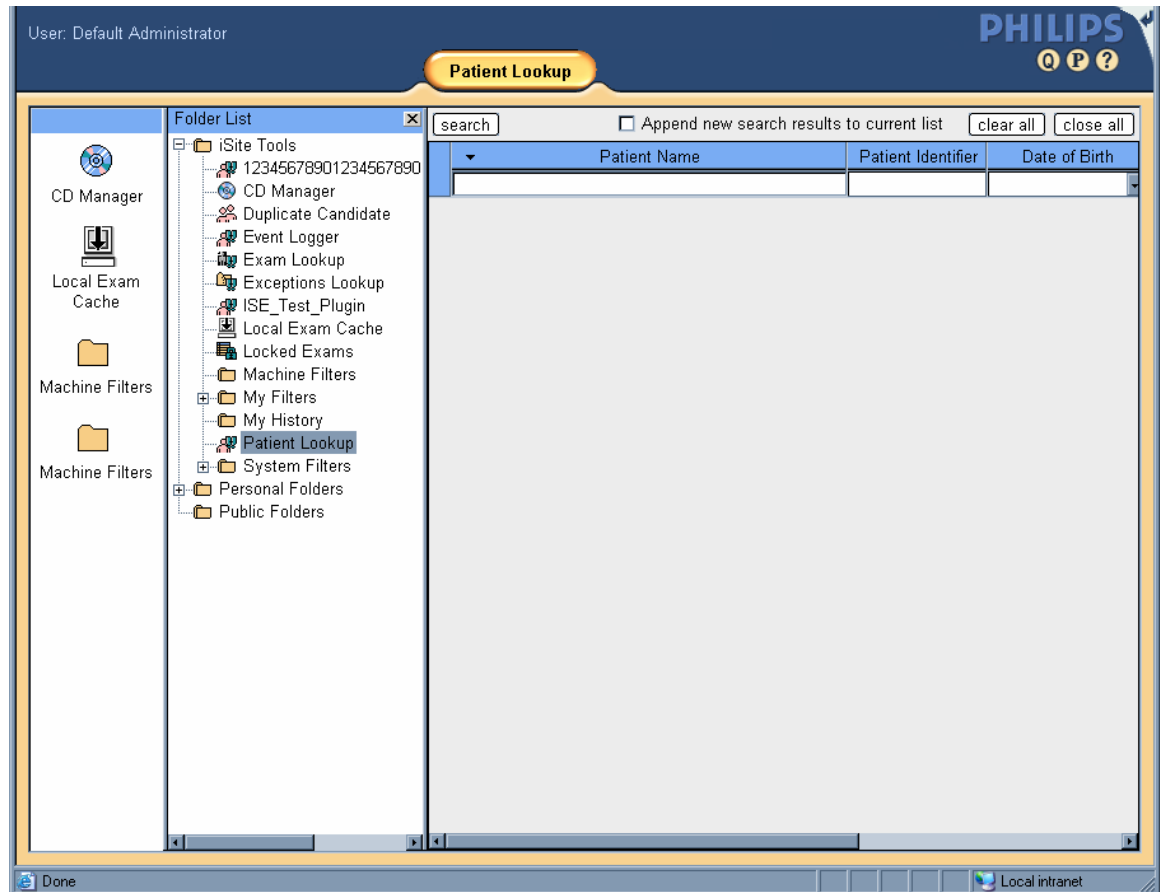 User: Default Administrator
PHILIPS
Patient Lookup
Q P ?
CD Manager
Local Exam
Cache
Machine Filters
Machine Filters
Folder List
iSite Tools
12345678901234567890
CD Manager
Duplicate Candidate
Event Logger
Exam Lookup
Exceptions Lookup
ISE_Test_Plugin
Local Exam Cache
Locked Exams
Machine Filters
My Filters
My History
Patient Lookup
System Filters
Personal Folders
Public Folders
search Append new search results to current list clear all close all
Patient Name Patient Identifier Date of Birth
Done Local intranet